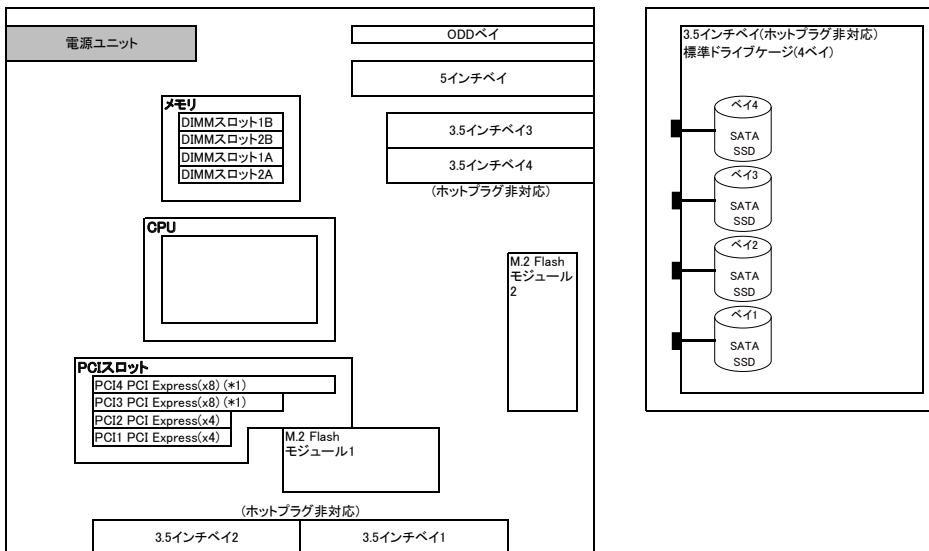 電源ユニット
ODDベイ
5インチベイ
メモリ
DIMMスロット1B
DIMMスロット2B
DIMMスロット1A
DIMMスロット2A
3.5インチベイ3
3.5インチベイ4
(ホットプラグ非対応)
CPU
M.2 Flash
モジュール
2
PCIスロット
PCI4 PCI Express(x8) (*1)
PCI3 PCI Express(x8) (*1)
PCI2 PCI Express(x4)
PCI1 PCI Express(x4)
M.2 Flash
モジュール1
(ホットプラグ非対応)
3.5インチベイ2
3.5インチベイ1
3.5インチベイ(ホットプラグ非対応)
標準ドライブケージ(4ベイ)
ベイ4
SATA
SSD
ベイ3
SATA
SSD
ベイ2
SATA
SSD
ベイ1
SATA
SSD